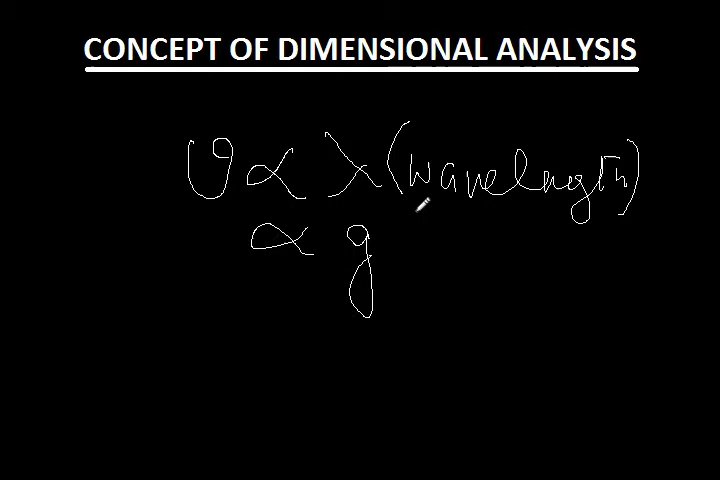 CONCEPT OF DIMENSIONAL ANALYSIS
v ∝ λ (wavelength)
∝ g